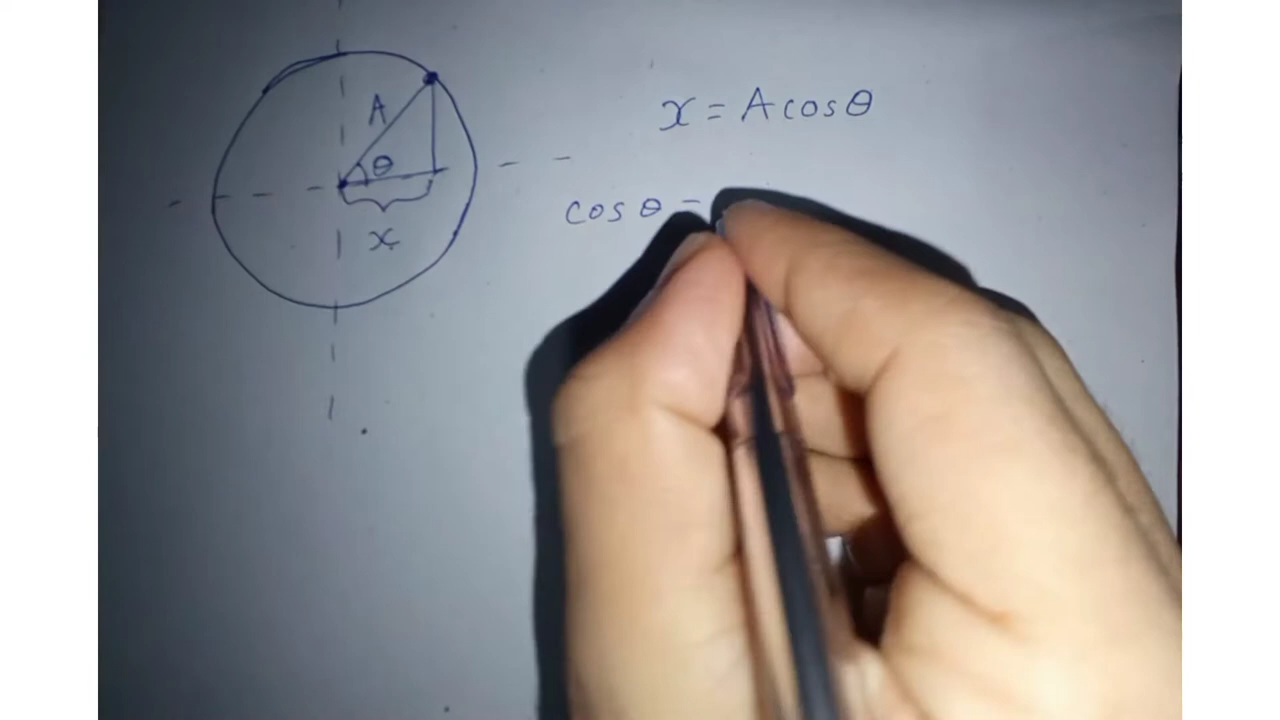 A
x = A cos θ
θ
cos θ =
x